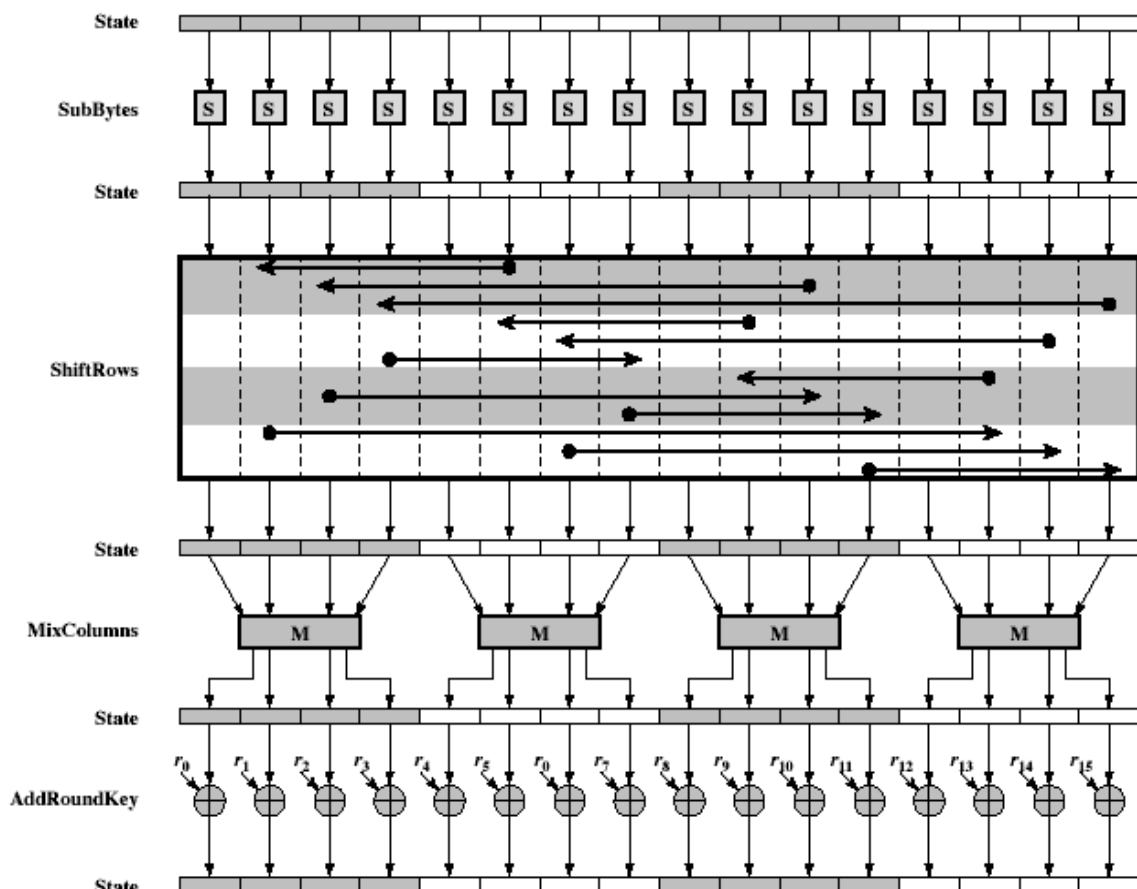 State
SubBytes S S S S S S S S S S S S S S S S
State
ShiftRows
State
MixColumns M M M M
State
r0 r1 r2 r3 r4 r5 r0 r7 r8 r9 r10 r11 r12 r13 r14 r15
AddRoundKey
State